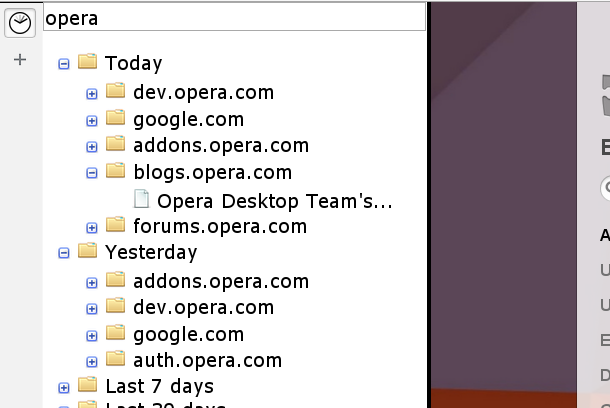 opera
Today
dev.opera.com
google.com
addons.opera.com
blogs.opera.com
Opera Desktop Team's...
forums.opera.com
Yesterday
addons.opera.com
dev.opera.com
google.com
auth.opera.com
Last 7 days